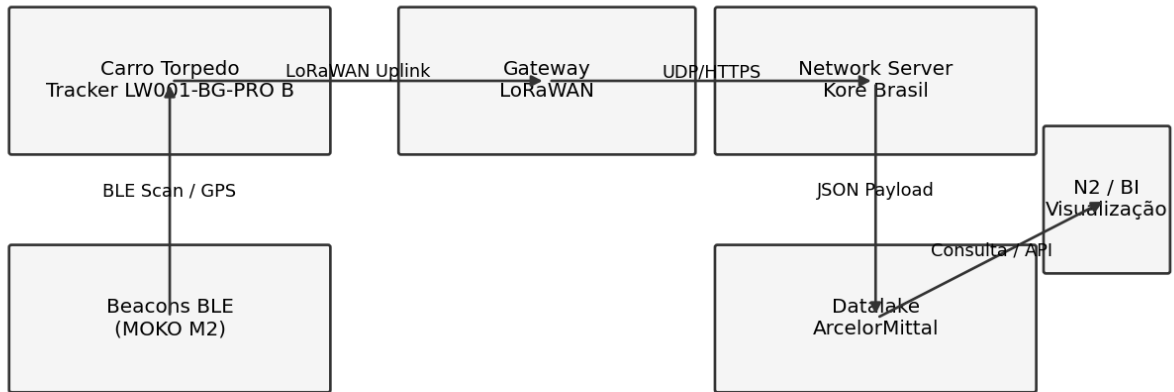 Carro Torpedo
Tracker LW001-BG-PRO B
LoRaWAN Uplink
Gateway
LoRaWAN
UDP/HTTPS
Network Server
Kore Brasil
BLE Scan / GPS
JSON Payload
N2 / BI
Visualização
Consulta / API
Beacons BLE
(MOKO M2)
Datalake
ArcelorMittal